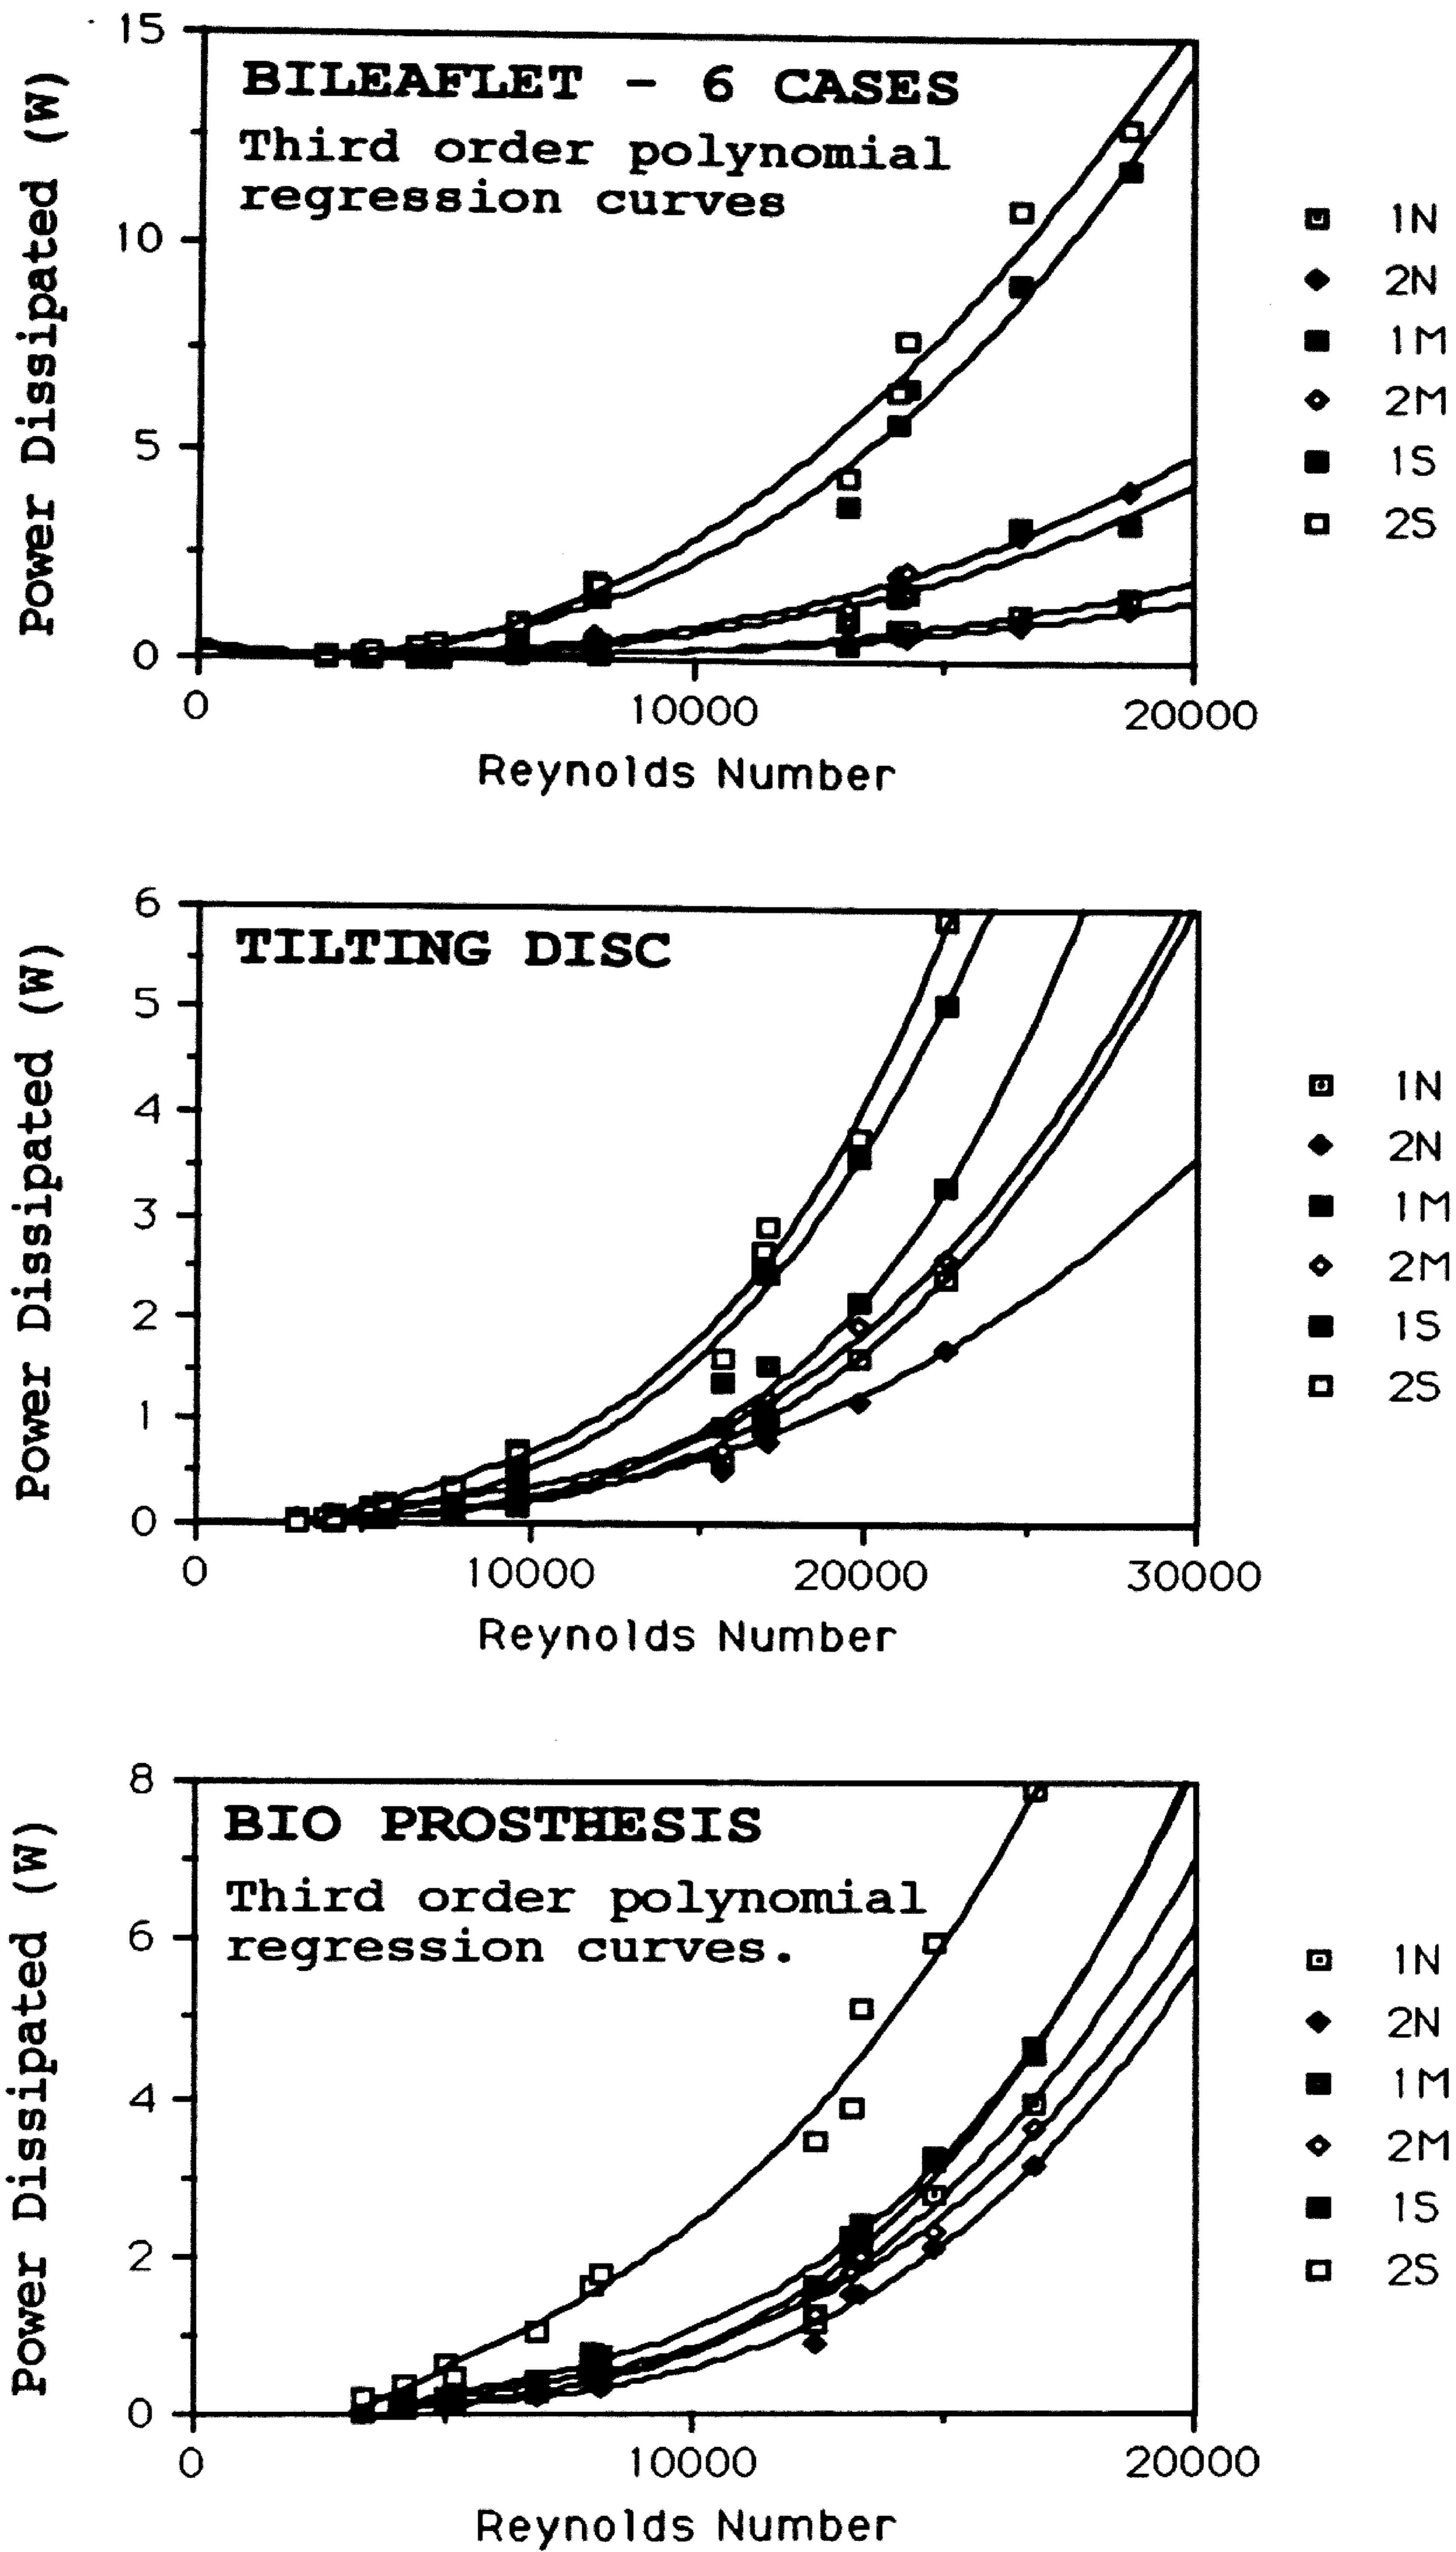 15
BILEAFLET - 6 CASES
Third order polynomial
regression curves
10
5
0
Power Dissipated (W)
0 10000 20000
Reynolds Number
1N
2N
1M
2M
1S
2S
6
TILTING DISC
5
4
3
2
1
0
Power Dissipated (W)
0 10000 20000 30000
Reynolds Number
1N
2N
1M
2M
1S
2S
8
BIO PROSTHESIS
Third order polynomial
regression curves.
6
4
2
0
Power Dissipated (W)
0 10000 20000
Reynolds Number
1N
2N
1M
2M
1S
2S